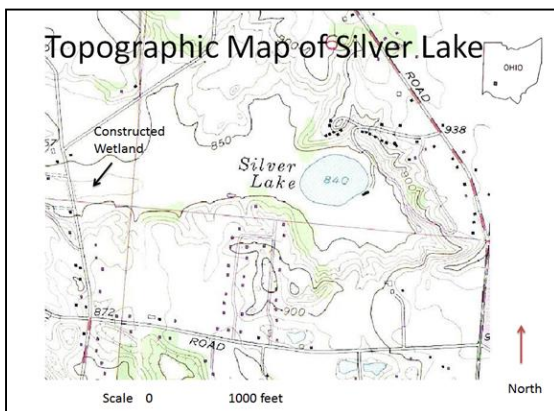 Topographic Map of Silver Lake
OHIO
ROAD
938
Constructed
Wetland
850
Silver
Lake
840
900
900
872
ROAD
Scale 0 1000 feet
North